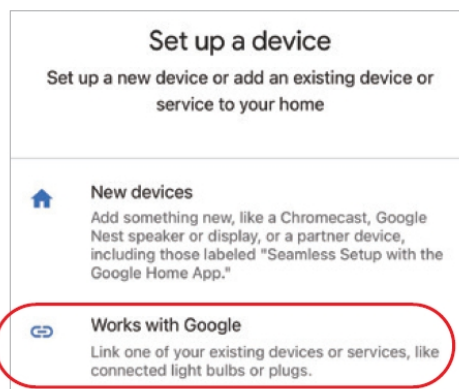 Set up a device
Set up a new device or add an existing device or
service to your home
New devices
Add something new, like a Chromecast, Google
Nest speaker or display, or a partner device,
including those labeled "Seamless Setup with the
Google Home App."
Works with Google
Link one of your existing devices or services, like
connected light bulbs or plugs.